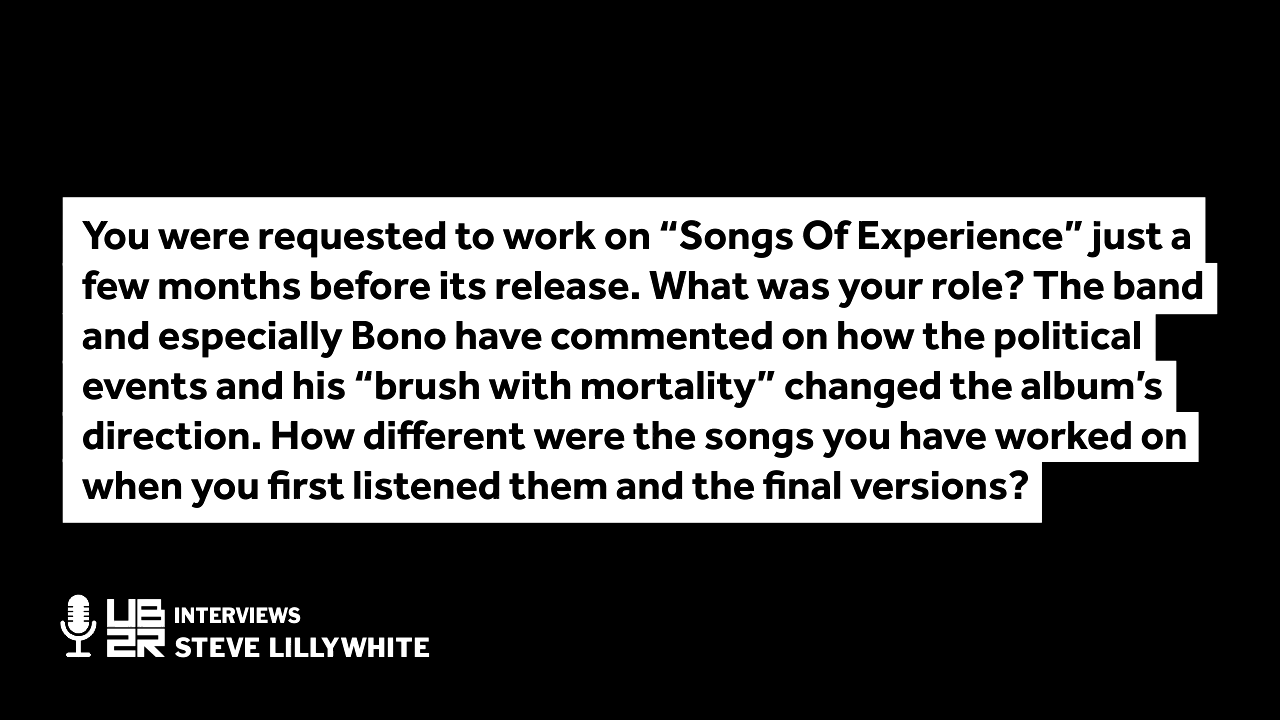 You were requested to work on “Songs Of Experience” just a
few months before its release. What was your role? The band
and especially Bono have commented on how the political
events and his “brush with mortality” changed the album’s
direction. How different were the songs you have worked on
when you first listened them and the final versions?
UB
2R
INTERVIEWS
STEVE LILLYWHITE